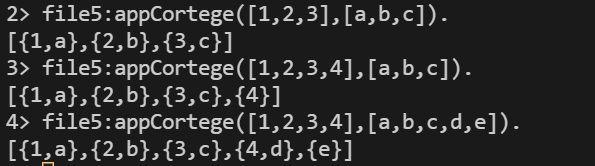 2> file5:appCortege([1,2,3],[a,b,c]).
[{1,a},{2,b},{3,c}]
3> file5:appCortege([1,2,3,4],[a,b,c]).
[{1,a},{2,b},{3,c},{4}]
4> file5:appCortege([1,2,3,4],[a,b,c,d,e]).
[{1,a},{2,b},{3,c},{4,d},{e}]